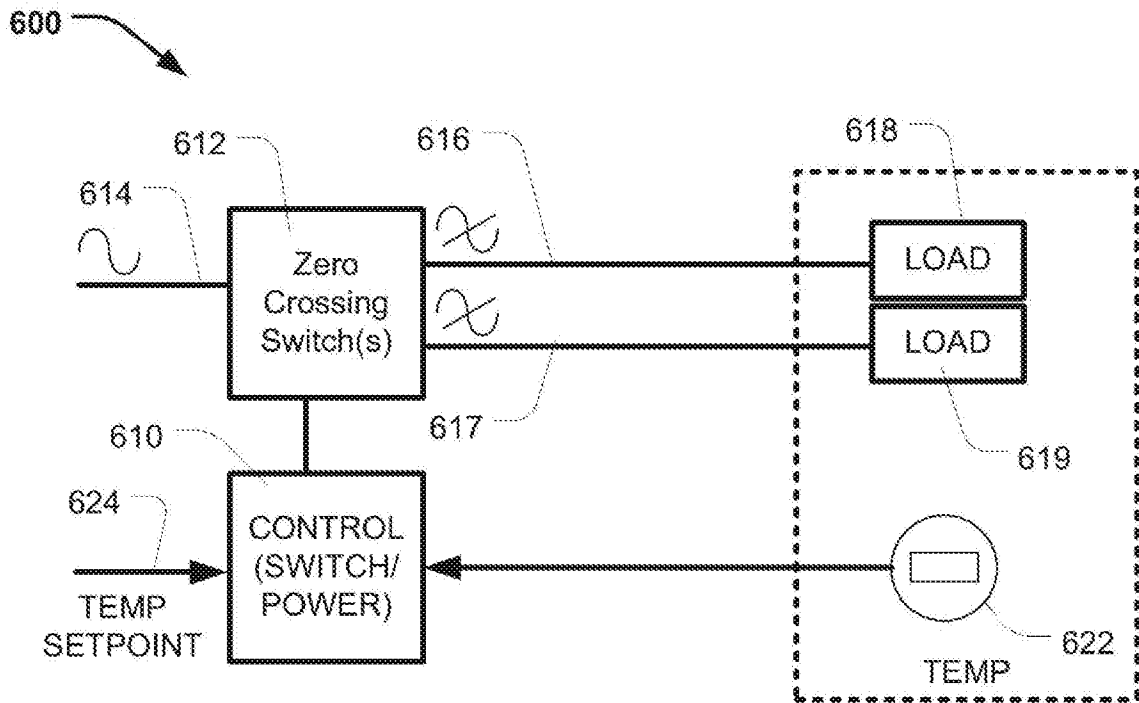 600
612
616
618
614
Zero
Crossing
Switch(s)
LOAD
LOAD
617
619
610
624
CONTROL
(SWITCH/
POWER)
TEMP
SETPOINT
622
TEMP